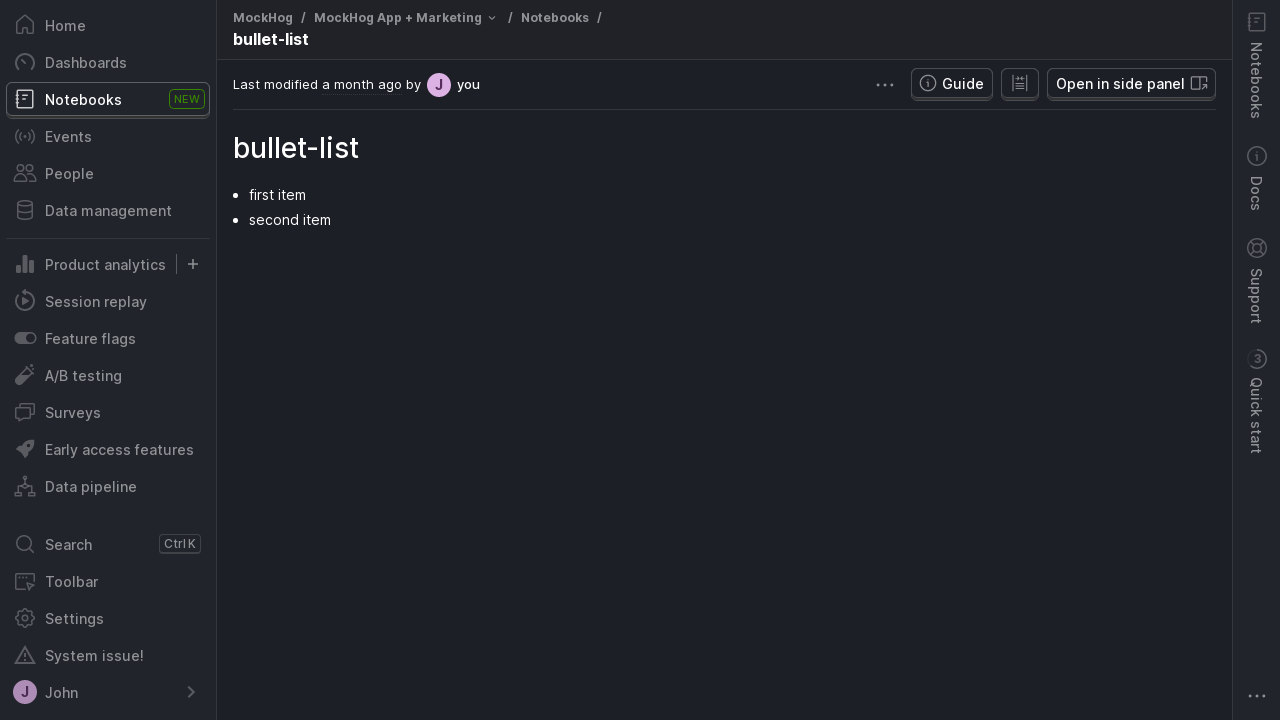 Home
Dashboards
Notebooks NEW
Events
People
Data management
Product analytics
Session replay
Feature flags
A/B testing
Surveys
Early access features
Data pipeline
Search Ctrl K
Toolbar
Settings
System issue!
J John
MockHog / MockHog App + Marketing / Notebooks /
bullet-list
Last modified a month ago by J you
Guide
Open in side panel
bullet-list
• first item
• second item
Notebooks
Docs
Support
3
Quick start